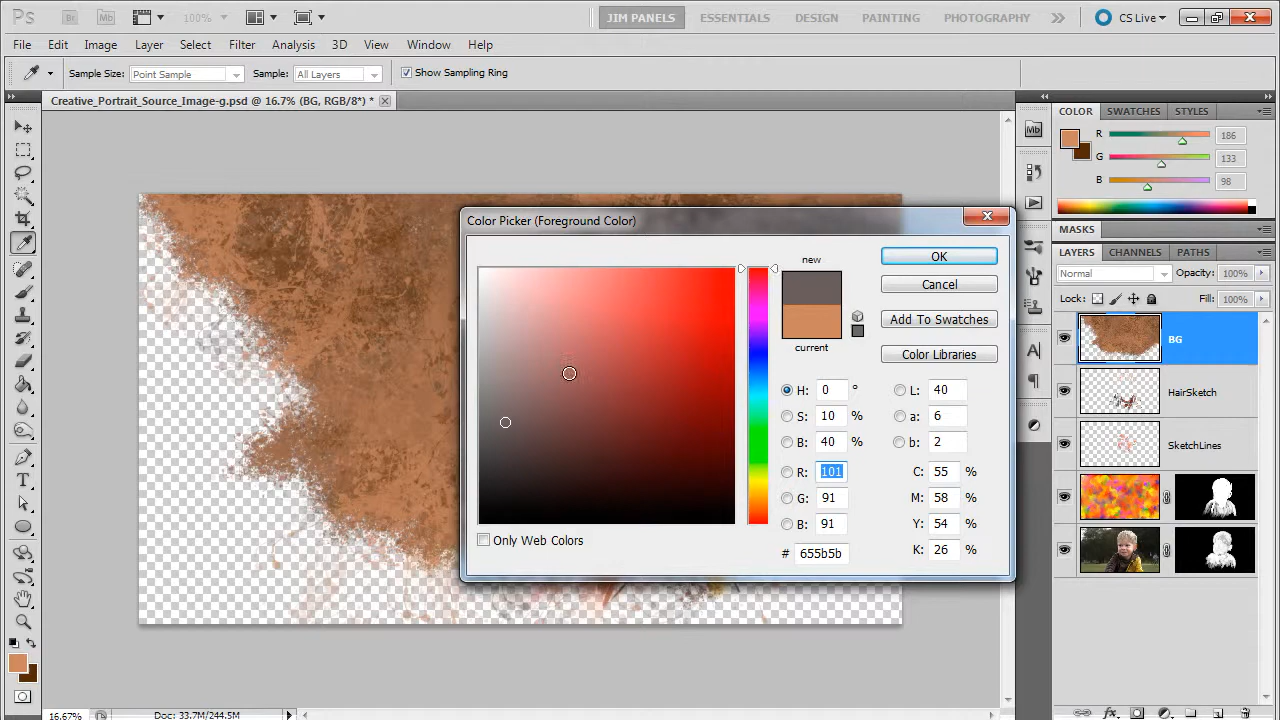 Ps Br Mb 100% JIM PANELS ESSENTIALS DESIGN PAINTING PHOTOGRAPHY CS Live
File Edit Image Layer Select Filter Analysis 3D View Window Help
Sample Size: Point Sample Sample: All Layers Show Sampling Ring
Creative_Portrait_Source_Image-g.psd @ 16.7% (BG, RGB/8*) *
COLOR SWATCHES STYLES
Mb
R 186
G 133
B 98
Color Picker (Foreground Color)
new
current
OK
Cancel
Add To Swatches
Color Libraries
H: 0 ° L: 40
S: 10 % a: 6
B: 40 % b: 2
R: 101 C: 55 %
G: 91 M: 58 %
B: 91 Y: 54 %
# 655b5b K: 26 %
Only Web Colors
MASKS
LAYERS CHANNELS PATHS
Normal Opacity: 100%
Lock: Fill: 100%
BG
HairSketch
SketchLines
16.67% Doc: 33.7M/244.5M